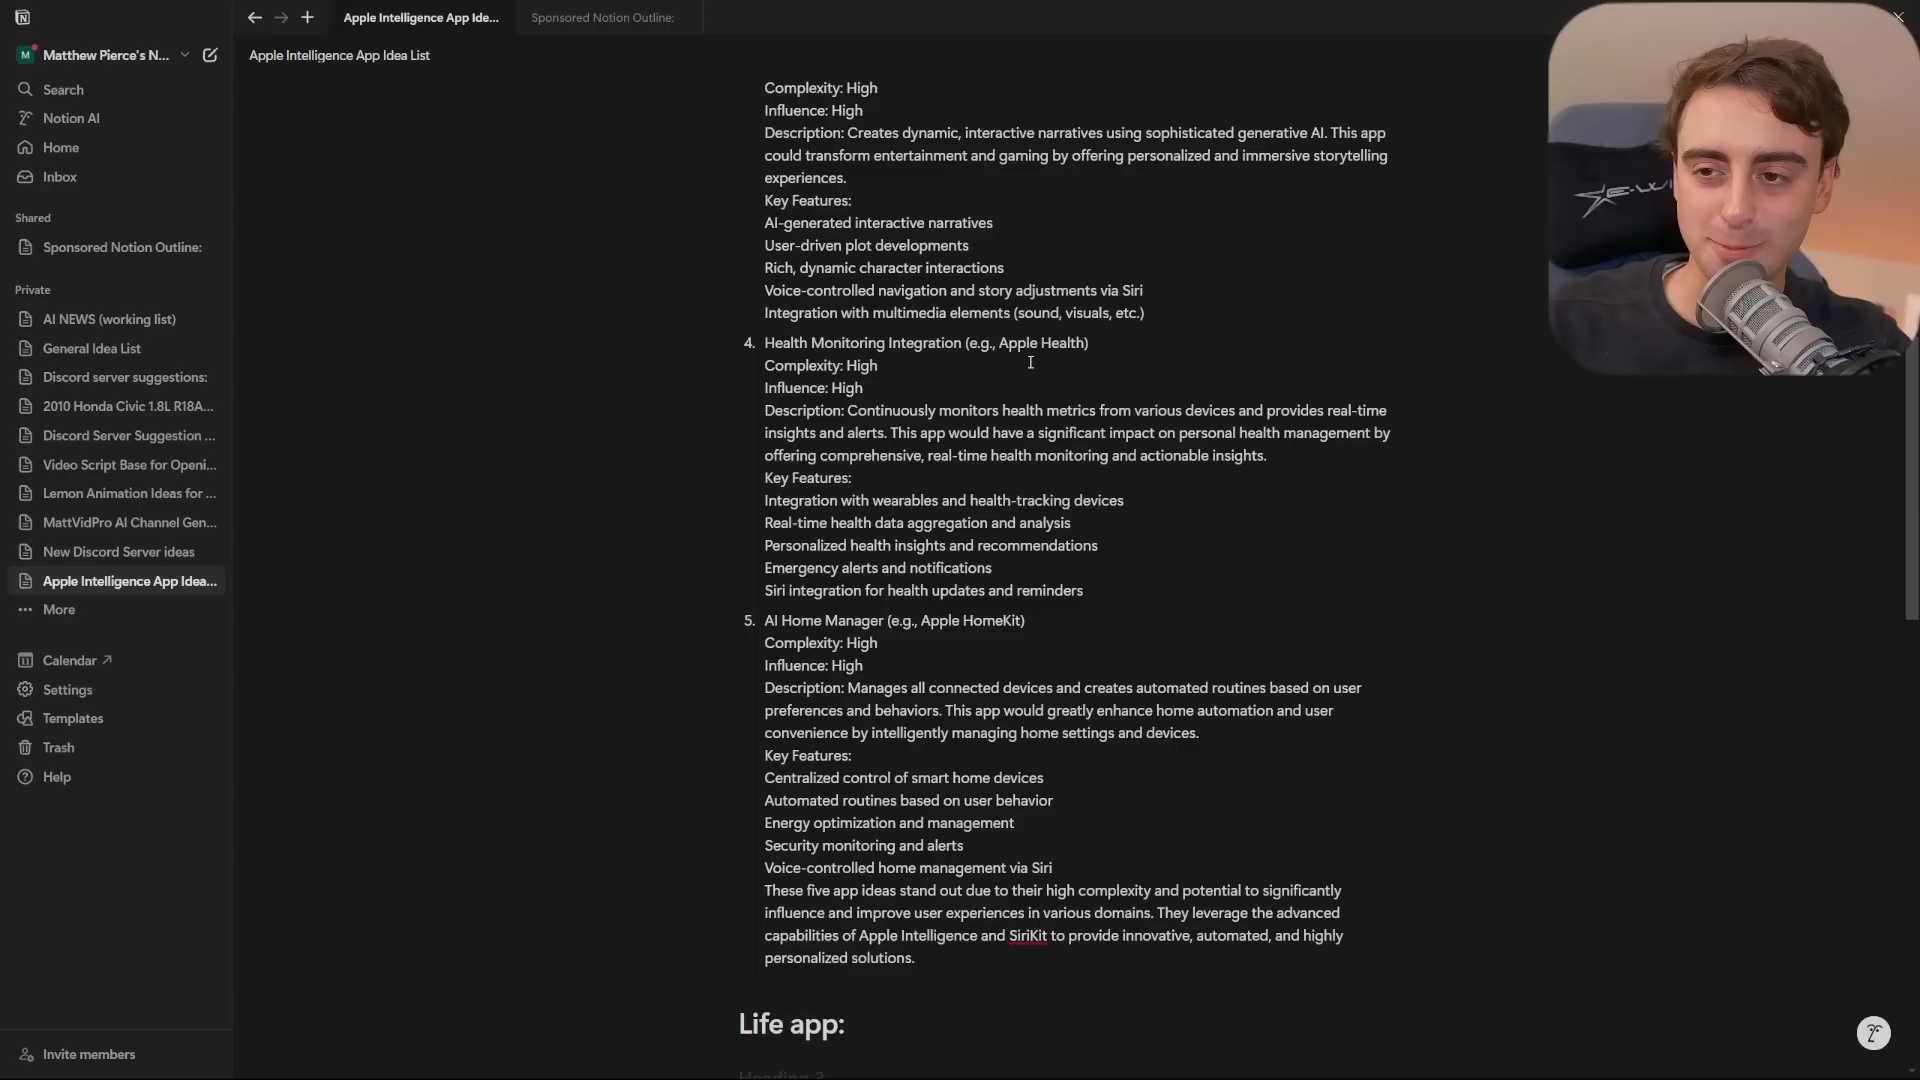 Apple Intelligence App Ide...
Sponsored Notion Outline:
M
Matthew Pierce's N...
Apple Intelligence App Idea List
Search
Notion AI
Home
Inbox
Shared
Sponsored Notion Outline:
Private
AI NEWS (working list)
General Idea List
Discord server suggestions:
2010 Honda Civic 1.8L R18A...
Discord Server Suggestion ...
Video Script Base for Openi...
Lemon Animation Ideas for ...
MattVidPro AI Channel Gen...
New Discord Server ideas
Apple Intelligence App Idea...
More
Calendar
Settings
Templates
Trash
Help
Invite members
Complexity: High
Influence: High
Description: Creates dynamic, interactive narratives using sophisticated generative AI. This app
could transform entertainment and gaming by offering personalized and immersive storytelling
experiences.
Key Features:
AI-generated interactive narratives
User-driven plot developments
Rich, dynamic character interactions
Voice-controlled navigation and story adjustments via Siri
Integration with multimedia elements (sound, visuals, etc.)
4. Health Monitoring Integration (e.g., Apple Health)
Complexity: High
Influence: High
Description: Continuously monitors health metrics from various devices and provides real-time
insights and alerts. This app would have a significant impact on personal health management by
offering comprehensive, real-time health monitoring and actionable insights.
Key Features:
Integration with wearables and health-tracking devices
Real-time health data aggregation and analysis
Personalized health insights and recommendations
Emergency alerts and notifications
Siri integration for health updates and reminders
5. AI Home Manager (e.g., Apple HomeKit)
Complexity: High
Influence: High
Description: Manages all connected devices and creates automated routines based on user
preferences and behaviors. This app would greatly enhance home automation and user
convenience by intelligently managing home settings and devices.
Key Features:
Centralized control of smart home devices
Automated routines based on user behavior
Energy optimization and management
Security monitoring and alerts
Voice-controlled home management via Siri
These five app ideas stand out due to their high complexity and potential to significantly
influence and improve user experiences in various domains. They leverage the advanced
capabilities of Apple Intelligence and SiriKit to provide innovative, automated, and highly
personalized solutions.
Life app:
Heading 3